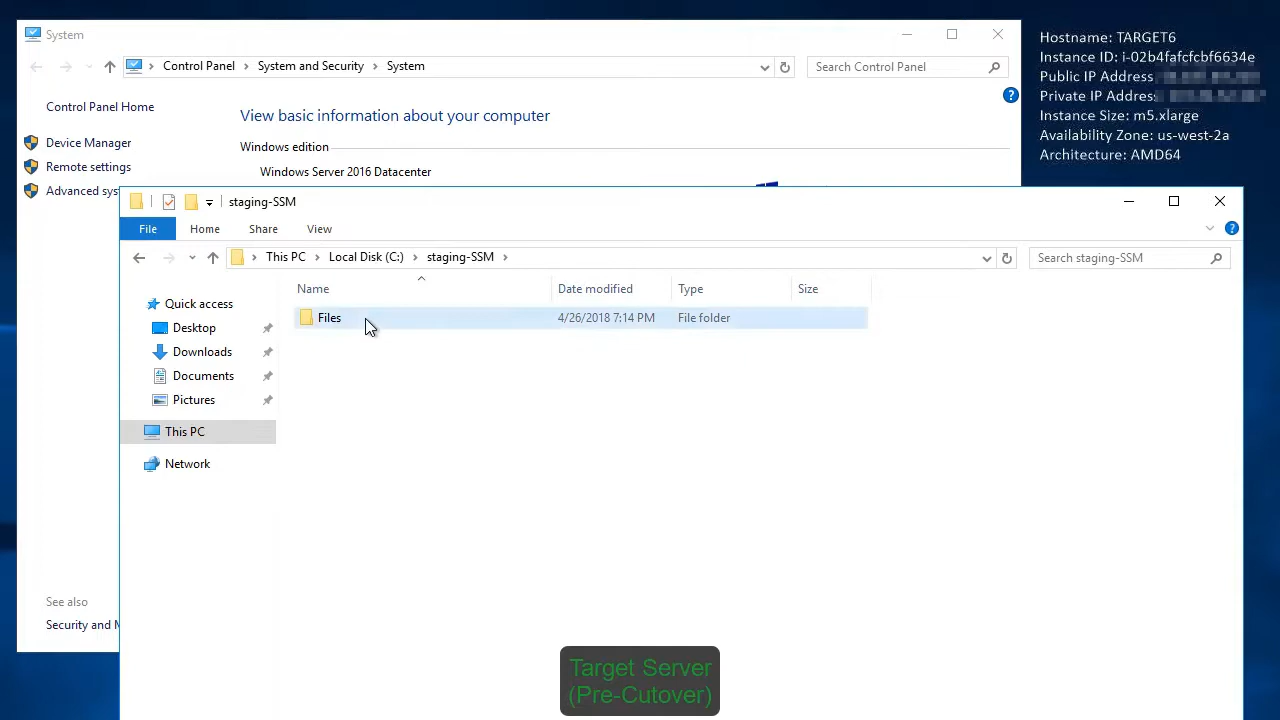 System
Hostname: TARGET6
Instance ID: i-02b4fafcfcbf6634e
Public IP Address
Private IP Address:
Instance Size: m5.xlarge
Availability Zone: us-west-2a
Architecture: AMD64
Control Panel > System and Security > System
Search Control Panel
Control Panel Home
View basic information about your computer
Device Manager
Windows edition
Remote settings
Windows Server 2016 Datacenter
Advanced sys
staging-SSM
File Home Share View
This PC > Local Disk (C:) > staging-SSM >
Search staging-SSM
Name Date modified Type Size
Quick access
Files 4/26/2018 7:14 PM File folder
Desktop
Downloads
Documents
Pictures
This PC
Network
See also
Security and M
Target Server
(Pre-Cutover)